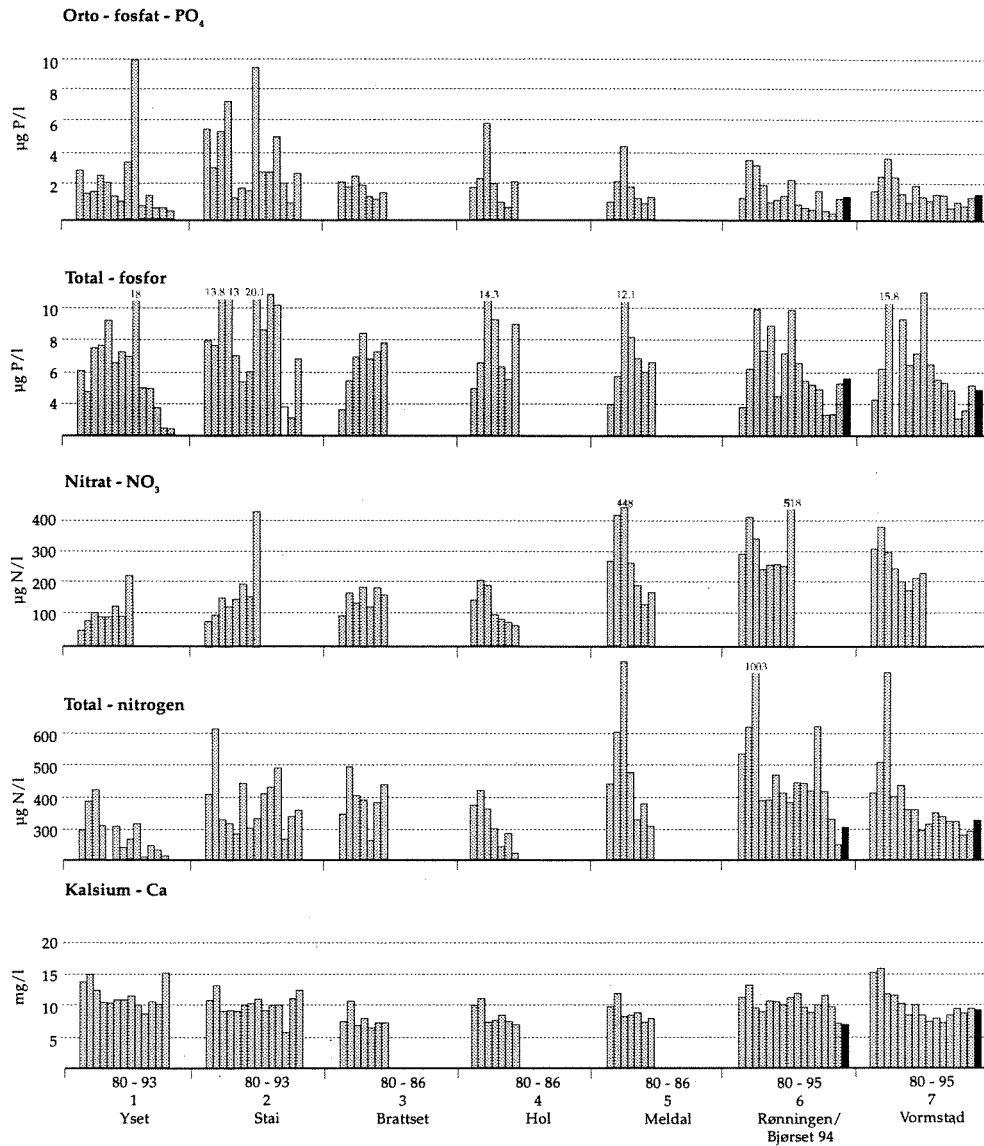 Orto - fosfat - PO₄
10
8
6
4
2
µg P/l
Total - fosfor
18
13.8 13 20.1
14.3
12.1
15.8
10
8
6
4
µg P/l
Nitrat - NO₃
448
518
400
300
200
100
µg N/l
Total - nitrogen
1003
600
500
400
300
µg N/l
Kalsium - Ca
20
15
10
5
mg/l
80 - 93 80 - 93 80 - 86 80 - 86 80 - 86 80 - 95 80 - 95
1 2 3 4 5 6 7
Yset Stai Brattset Hol Meldal Rønningen/ Vormstad
Bjørset 94